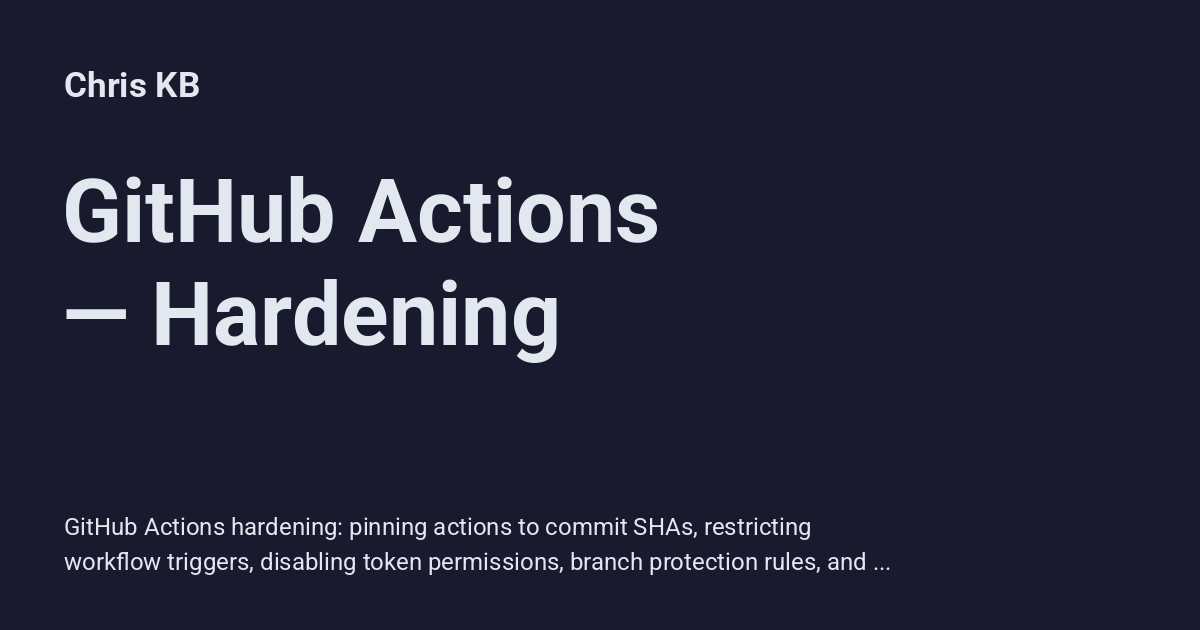 Chris KB
GitHub Actions
— Hardening
GitHub Actions hardening: pinning actions to commit SHAs, restricting
workflow triggers, disabling token permissions, branch protection rules, and ...